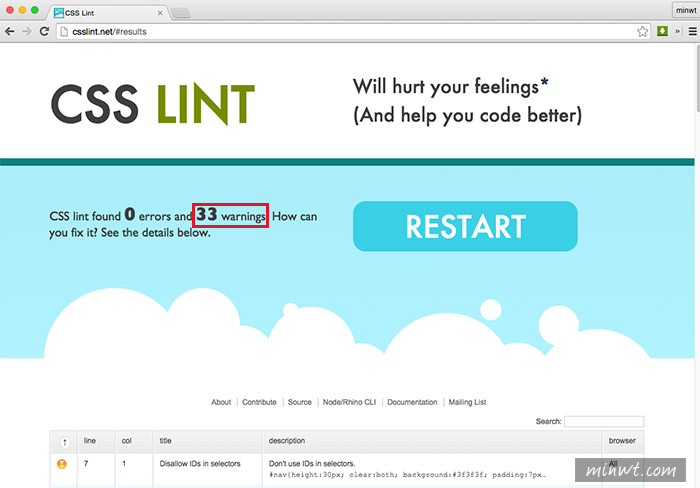 CSS Lint
minwt
csslint.net/#results
CSS LINT
Will hurt your feelings*
(And help you code better)
CSS lint found 0 errors and 33 warnings. How can
you fix it? See the details below.
RESTART
About | Contribute | Source | Node/Rhino CLI | Documentation | Mailing List
Search:
↑ line col title description browser
7 1 Disallow IDs in selectors Don't use IDs in selectors. All
#nav{height:30px; clear:both; background:#3f3f3f; padding:7px…
minwt.com